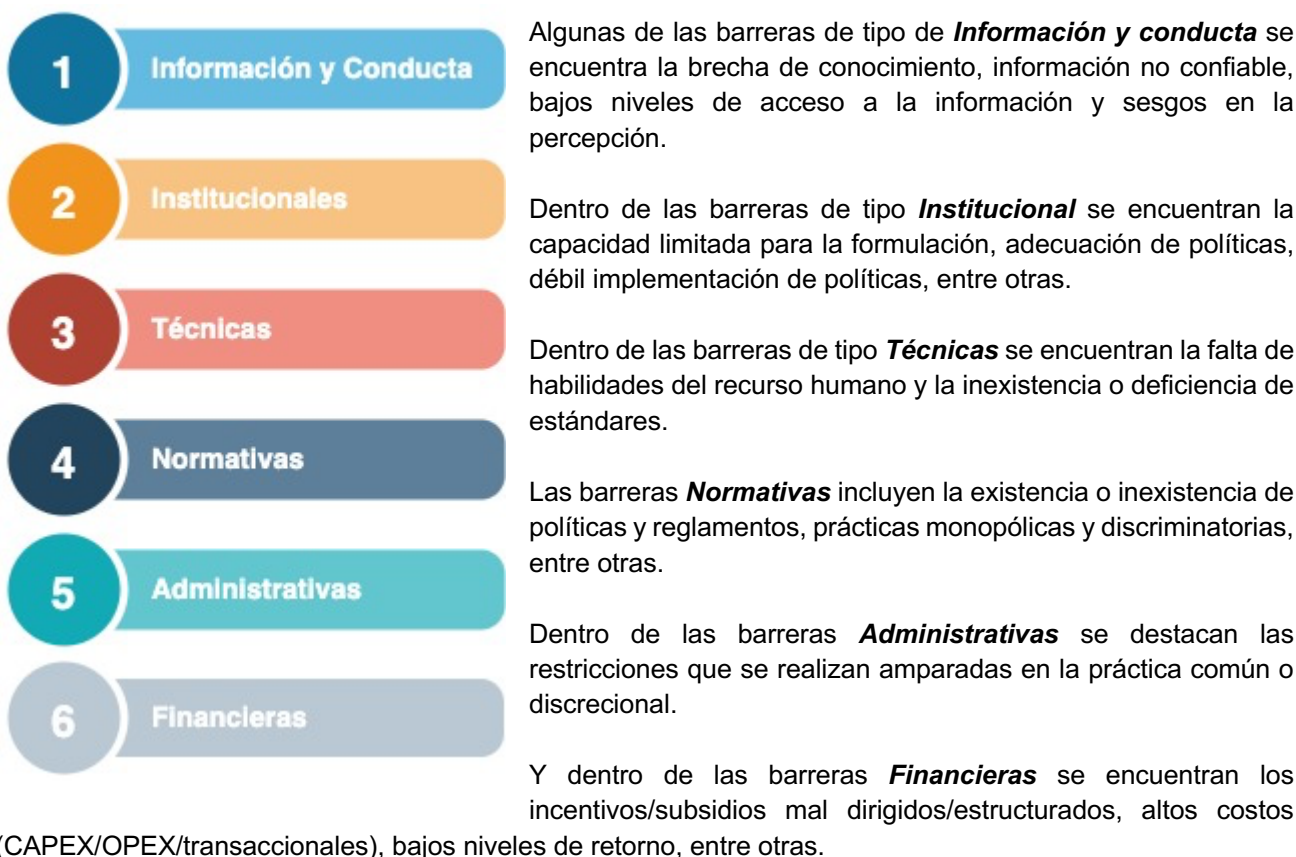 1 Información y Conducta
2 Institucionales
3 Técnicas
4 Normativas
5 Administrativas
6 Financieras
Algunas de las barreras de tipo de Información y conducta se
encuentra la brecha de conocimiento, información no confiable,
bajos niveles de acceso a la información y sesgos en la
percepción.
Dentro de las barreras de tipo Institucional se encuentran la
capacidad limitada para la formulación, adecuación de políticas,
débil implementación de políticas, entre otras.
Dentro de las barreras de tipo Técnicas se encuentran la falta de
habilidades del recurso humano y la inexistencia o deficiencia de
estándares.
Las barreras Normativas incluyen la existencia o inexistencia de
políticas y reglamentos, prácticas monopólicas y discriminatorias,
entre otras.
Dentro de las barreras Administrativas se destacan las
restricciones que se realizan amparadas en la práctica común o
discrecional.
Y dentro de las barreras Financieras se encuentran los
incentivos/subsidios mal dirigidos/estructurados, altos costos
(CAPEX/OPEX/transaccionales), bajos niveles de retorno, entre otras.